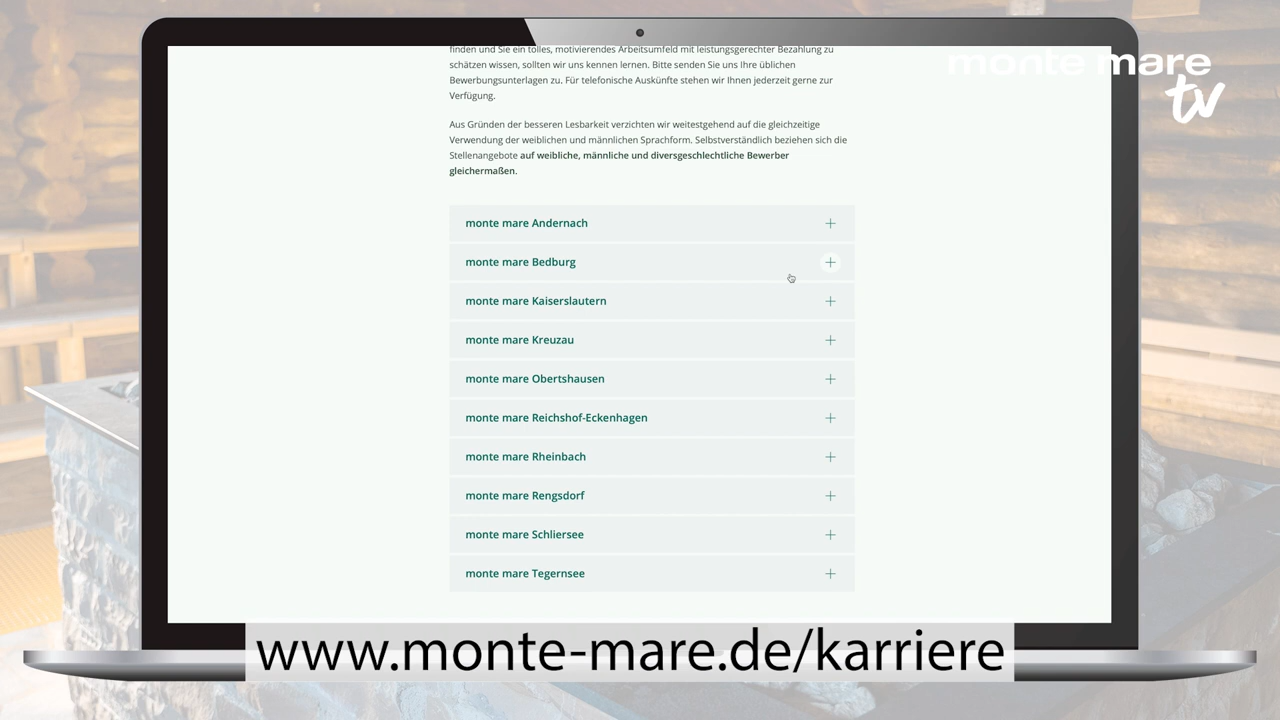 finden und Sie ein tolles, motivierendes Arbeitsumfeld mit leistungsgerechter Bezahlung zu
schätzen wissen, sollten wir uns kennen lernen. Bitte senden Sie uns Ihre üblichen
Bewerbungsunterlagen zu. Für telefonische Auskünfte stehen wir Ihnen jederzeit gerne zur
Verfügung.
monte mare
tv
Aus Gründen der besseren Lesbarkeit verzichten wir weitestgehend auf die gleichzeitige
Verwendung der weiblichen und männlichen Sprachform. Selbstverständlich beziehen sich die
Stellenangebote auf weibliche, männliche und diversgeschlechtliche Bewerber
gleichermaßen.
monte mare Andernach
monte mare Bedburg
monte mare Kaiserslautern
monte mare Kreuzau
monte mare Obertshausen
monte mare Reichshof-Eckenhagen
monte mare Rheinbach
monte mare Rengsdorf
monte mare Schliersee
monte mare Tegernsee
www.monte-mare.de/karriere